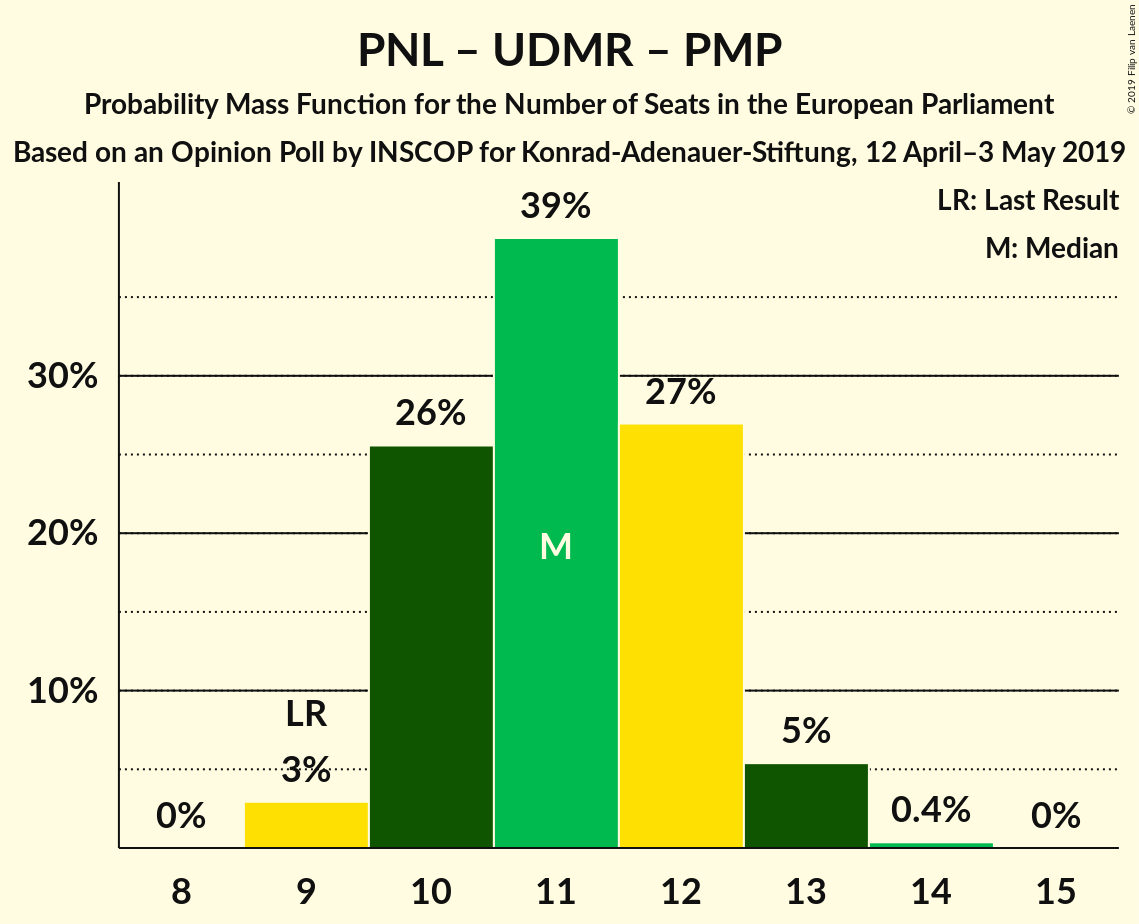 PNL – UDMR – PMP
Probability Mass Function for the Number of Seats in the European Parliament
Based on an Opinion Poll by INSCOP for Konrad-Adenauer-Stiftung, 12 April–3 May 2019
© 2019 Filip van Laenen
LR: Last Result
M: Median
39%
30%
27%
26%
20%
M
10%
LR
5%
3%
0%
0.4%
0%
8 9 10 11 12 13 14 15